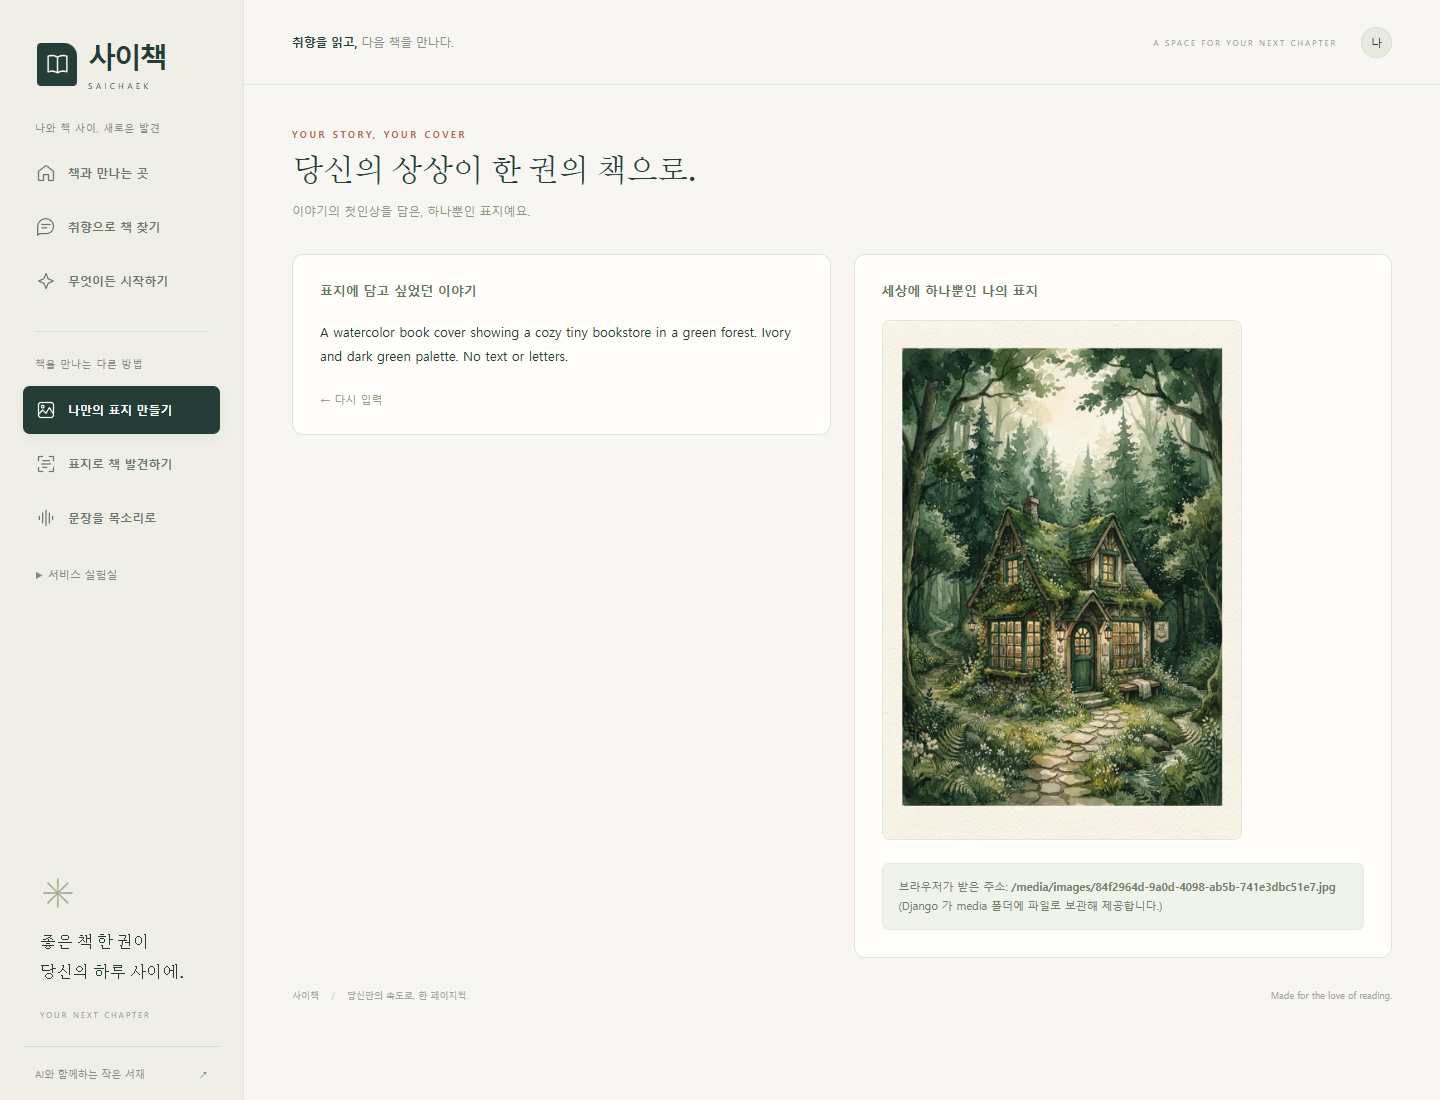 사이책
SAICHAEK
나와 책 사이, 새로운 발견
책과 만나는 곳
취향으로 책 찾기
무엇이든 시작하기
책을 만나는 다른 방법
나만의 표지 만들기
표지로 책 발견하기
문장을 목소리로
▶ 서비스 실험실
좋은 책 한 권이
당신의 하루 사이에.
YOUR NEXT CHAPTER
AI와 함께하는 작은 서재 ↗
취향을 읽고, 다음 책을 만나다.
A SPACE FOR YOUR NEXT CHAPTER
나
YOUR STORY, YOUR COVER
당신의 상상이 한 권의 책으로.
이야기의 첫인상을 담은, 하나뿐인 표지예요.
표지에 담고 싶었던 이야기
A watercolor book cover showing a cozy tiny bookstore in a green forest. Ivory
and dark green palette. No text or letters.
← 다시 입력
세상에 하나뿐인 나의 표지
브라우저가 받은 주소: /media/images/84f2964d-9a0d-4098-ab5b-741e3dbc51e7.jpg
(Django 가 media 폴더에 파일로 보관해 제공합니다.)
사이책 / 당신만의 속도로, 한 페이지씩.
Made for the love of reading.